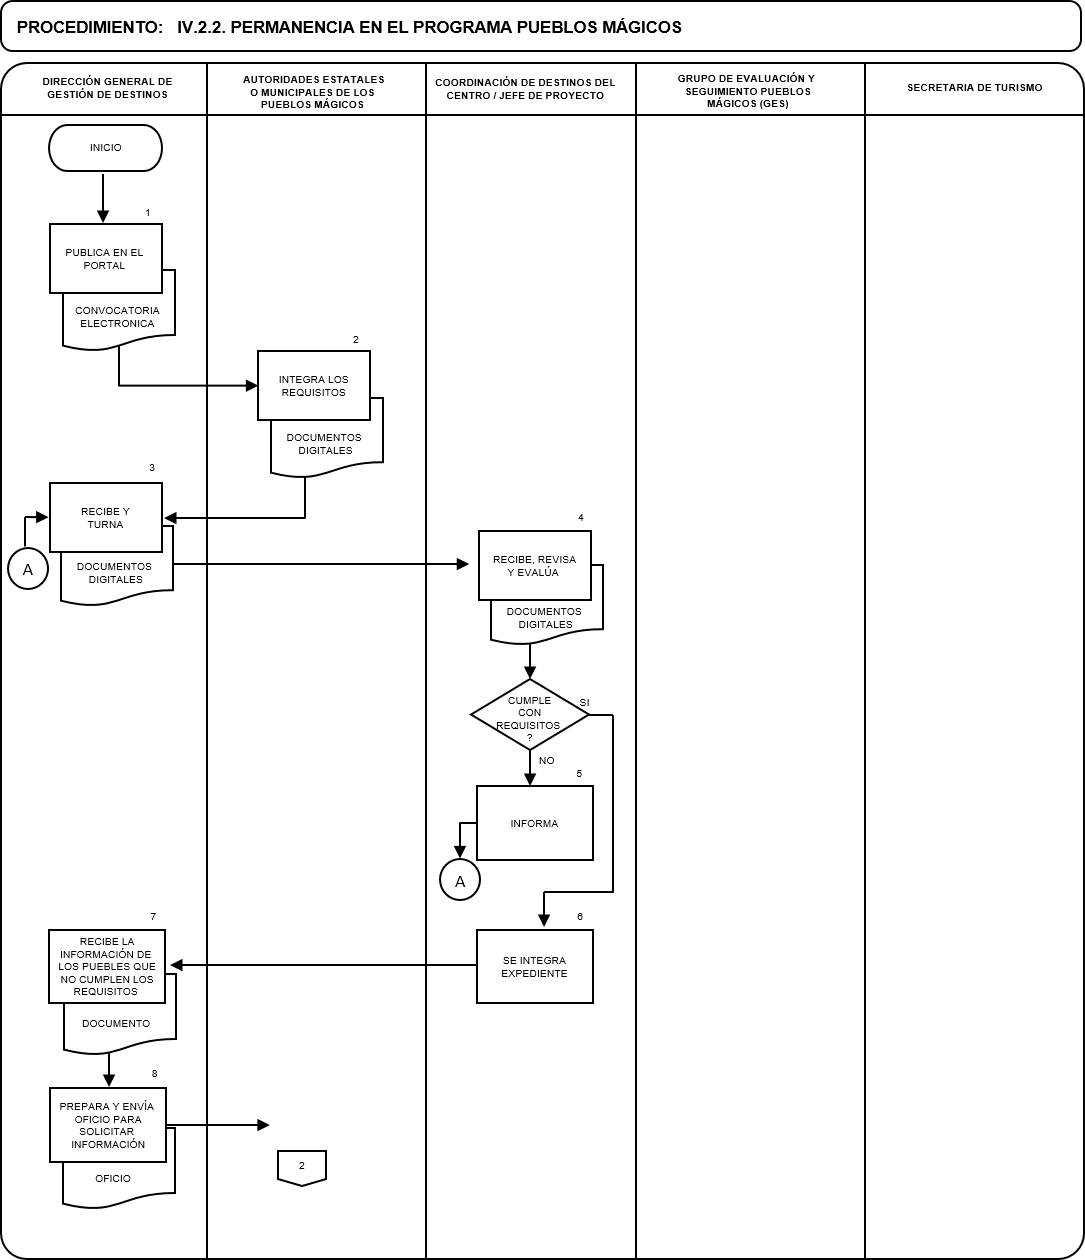 PROCEDIMIENTO:   IV.2.2. PERMANENCIA EN EL PROGRAMA PUEBLOS MÁGICOS
DIRECCIÓN GENERAL DE
GESTIÓN DE DESTINOS
AUTORIDADES ESTATALES
O MUNICIPALES DE LOS
PUEBLOS MÁGICOS
COORDINACIÓN DE DESTINOS DEL
CENTRO / JEFE DE PROYECTO
GRUPO DE EVALUACIÓN Y
SEGUIMIENTO PUEBLOS
MÁGICOS (GES)
SECRETARIA DE TURISMO
INICIO
1
PUBLICA EN EL
PORTAL
CONVOCATORIA
ELECTRONICA
2
INTEGRA LOS
REQUISITOS
DOCUMENTOS
DIGITALES
3
RECIBE Y
TURNA
A
DOCUMENTOS
DIGITALES
4
RECIBE, REVISA
Y EVALÚA
DOCUMENTOS
DIGITALES
CUMPLE
CON
REQUISITOS
?
SI
NO
5
INFORMA
A
6
SE INTEGRA
EXPEDIENTE
7
RECIBE LA
INFORMACIÓN DE
LOS PUEBLES QUE
NO CUMPLEN LOS
REQUISITOS
DOCUMENTO
8
PREPARA Y ENVÍA
OFICIO PARA
SOLICITAR
INFORMACIÓN
OFICIO
2